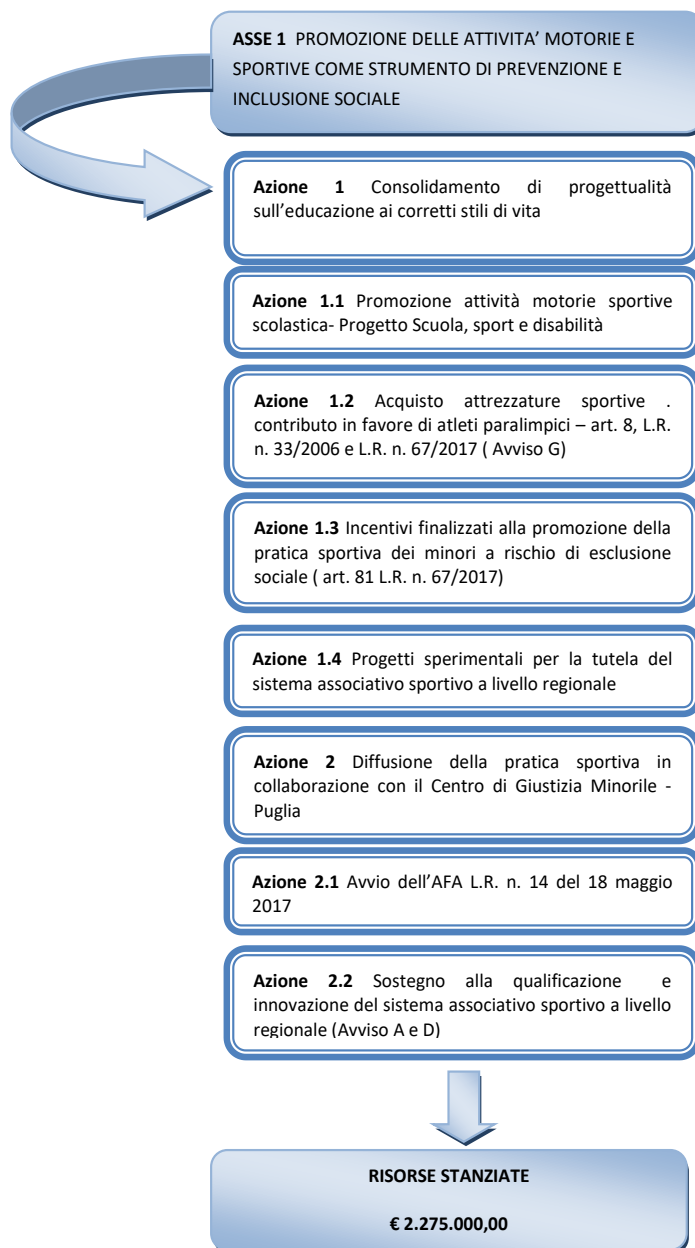 ASSE 1 PROMOZIONE DELLE ATTIVITA’ MOTORIE E
SPORTIVE COME STRUMENTO DI PREVENZIONE E
INCLUSIONE SOCIALE
Azione 1 Consolidamento di progettualità
sull’educazione ai corretti stili di vita
Azione 1.1 Promozione attività motorie sportive
scolastica- Progetto Scuola, sport e disabilità
Azione 1.2 Acquisto attrezzature sportive .
contributo in favore di atleti paralimpici – art. 8, L.R.
n. 33/2006 e L.R. n. 67/2017 ( Avviso G)
Azione 1.3 Incentivi finalizzati alla promozione della
pratica sportiva dei minori a rischio di esclusione
sociale ( art. 81 L.R. n. 67/2017)
Azione 1.4 Progetti sperimentali per la tutela del
sistema associativo sportivo a livello regionale
Azione 2 Diffusione della pratica sportiva in
collaborazione con il Centro di Giustizia Minorile -
Puglia
Azione 2.1 Avvio dell’AFA L.R. n. 14 del 18 maggio
2017
Azione 2.2 Sostegno alla qualificazione e
innovazione del sistema associativo sportivo a livello
regionale (Avviso A e D)
RISORSE STANZIATE
€ 2.275.000,00